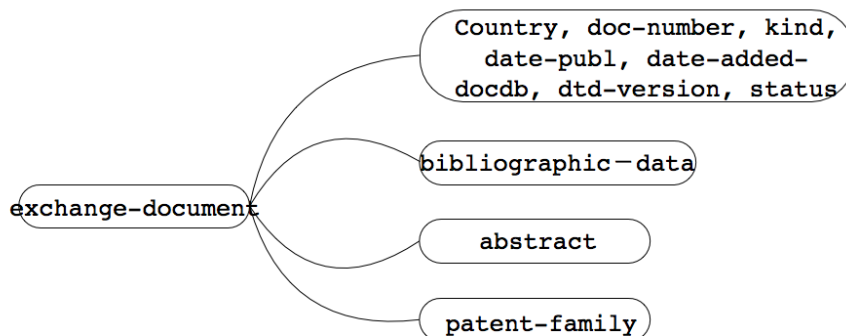 Country, doc-number, kind,
date-publ, date-added-
docdb, dtd-version, status
bibliographic—data
exchange-document
abstract
patent-family